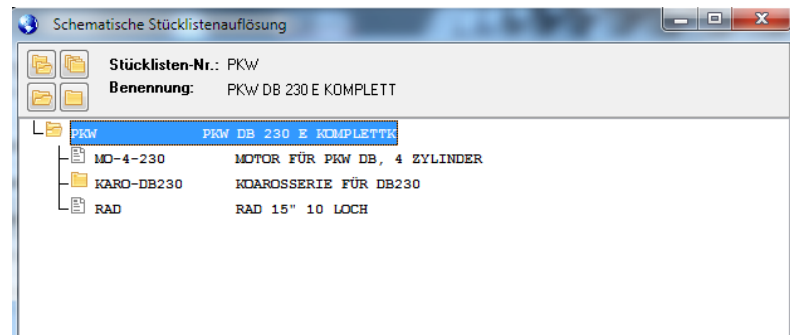 Schematische Stücklistenauflösung
Stücklisten-Nr.: PKW
Benennung: PKW DB 230 E KOMPLETT
PKW PKW DB 230 E KOMPLETTK
MO-4-230 MOTOR FÜR PKW DB, 4 ZYLINDER
KARO-DB230 KOAROSSERIE FÜR DB230
RAD RAD 15" 10 LOCH